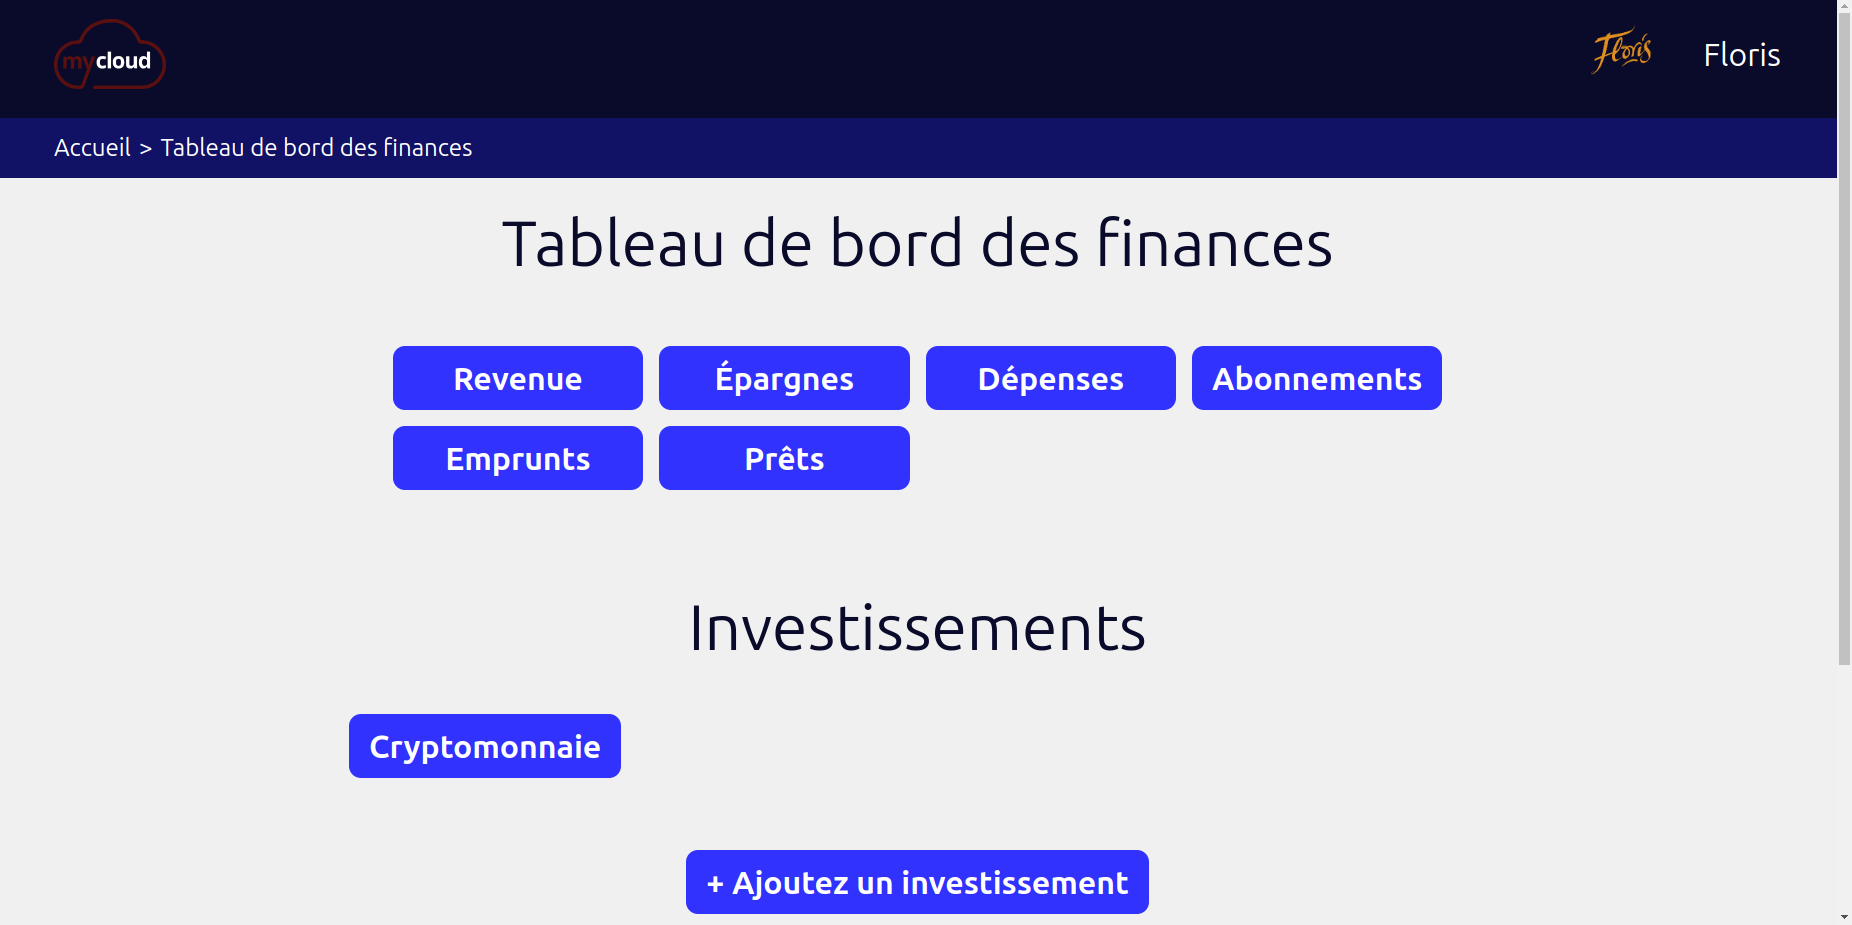 mycloud
Floris
Floris
Accueil > Tableau de bord des finances
Tableau de bord des finances
Revenue
Épargnes
Dépenses
Abonnements
Emprunts
Prêts
Investissements
Cryptomonnaie
+ Ajoutez un investissement